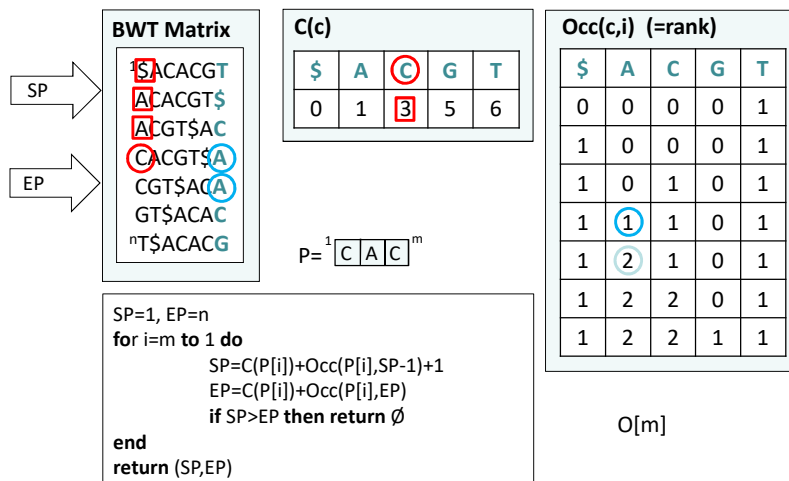 BWT Matrix
1$ACACGT
ACACGT$
ACGT$AC
CACGT$A
CGT$ACA
GT$ACAC
nT$ACACG
SP
EP
C(c)
$ A C G T
0 1 3 5 6
P= 1 C A C m
Occ(c,i) (=rank)
$ A C G T
0 0 0 0 1
1 0 0 0 1
1 0 1 0 1
1 1 1 0 1
1 2 1 0 1
1 2 2 0 1
1 2 2 1 1
SP=1, EP=n
for i=m to 1 do
SP=C(P[i])+Occ(P[i],SP-1)+1
EP=C(P[i])+Occ(P[i],EP)
if SP>EP then return Ø
end
return (SP,EP)
O[m]